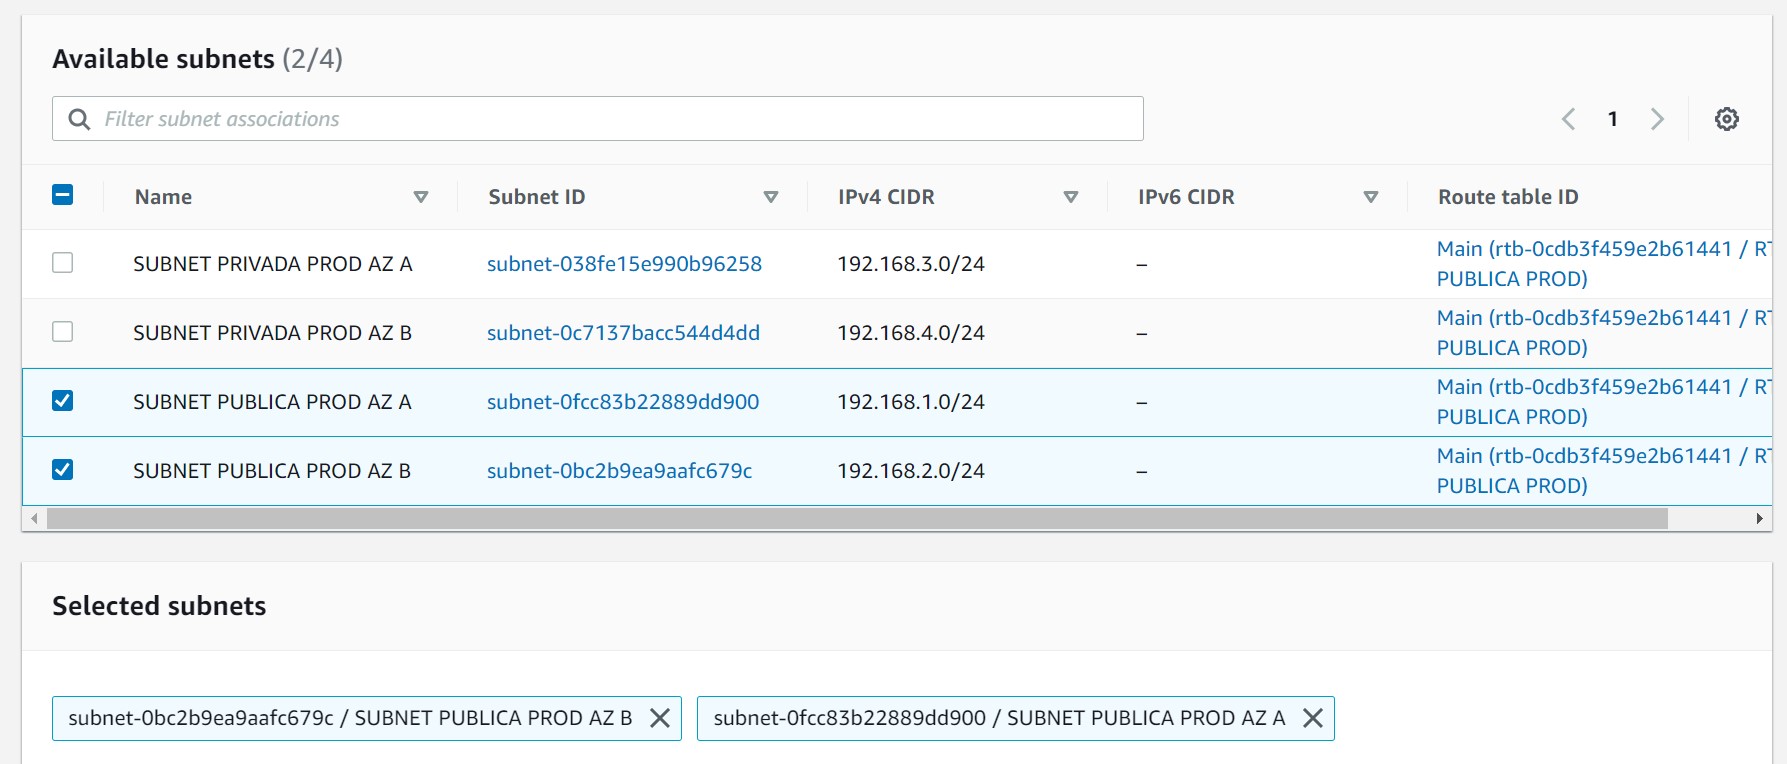 Available subnets (2/4)
Filter subnet associations
1
Name Subnet ID IPv4 CIDR IPv6 CIDR Route table ID
SUBNET PRIVADA PROD AZ A subnet-038fe15e990b96258 192.168.3.0/24 – Main (rtb-0cdb3f459e2b61441 / RT
PUBLICA PROD)
SUBNET PRIVADA PROD AZ B subnet-0c7137bacc544d4dd 192.168.4.0/24 – Main (rtb-0cdb3f459e2b61441 / RT
PUBLICA PROD)
SUBNET PUBLICA PROD AZ A subnet-0fcc83b22889dd900 192.168.1.0/24 – Main (rtb-0cdb3f459e2b61441 / RT
PUBLICA PROD)
SUBNET PUBLICA PROD AZ B subnet-0bc2b9ea9aafc679c 192.168.2.0/24 – Main (rtb-0cdb3f459e2b61441 / RT
PUBLICA PROD)
Selected subnets
subnet-0bc2b9ea9aafc679c / SUBNET PUBLICA PROD AZ B subnet-0fcc83b22889dd900 / SUBNET PUBLICA PROD AZ A